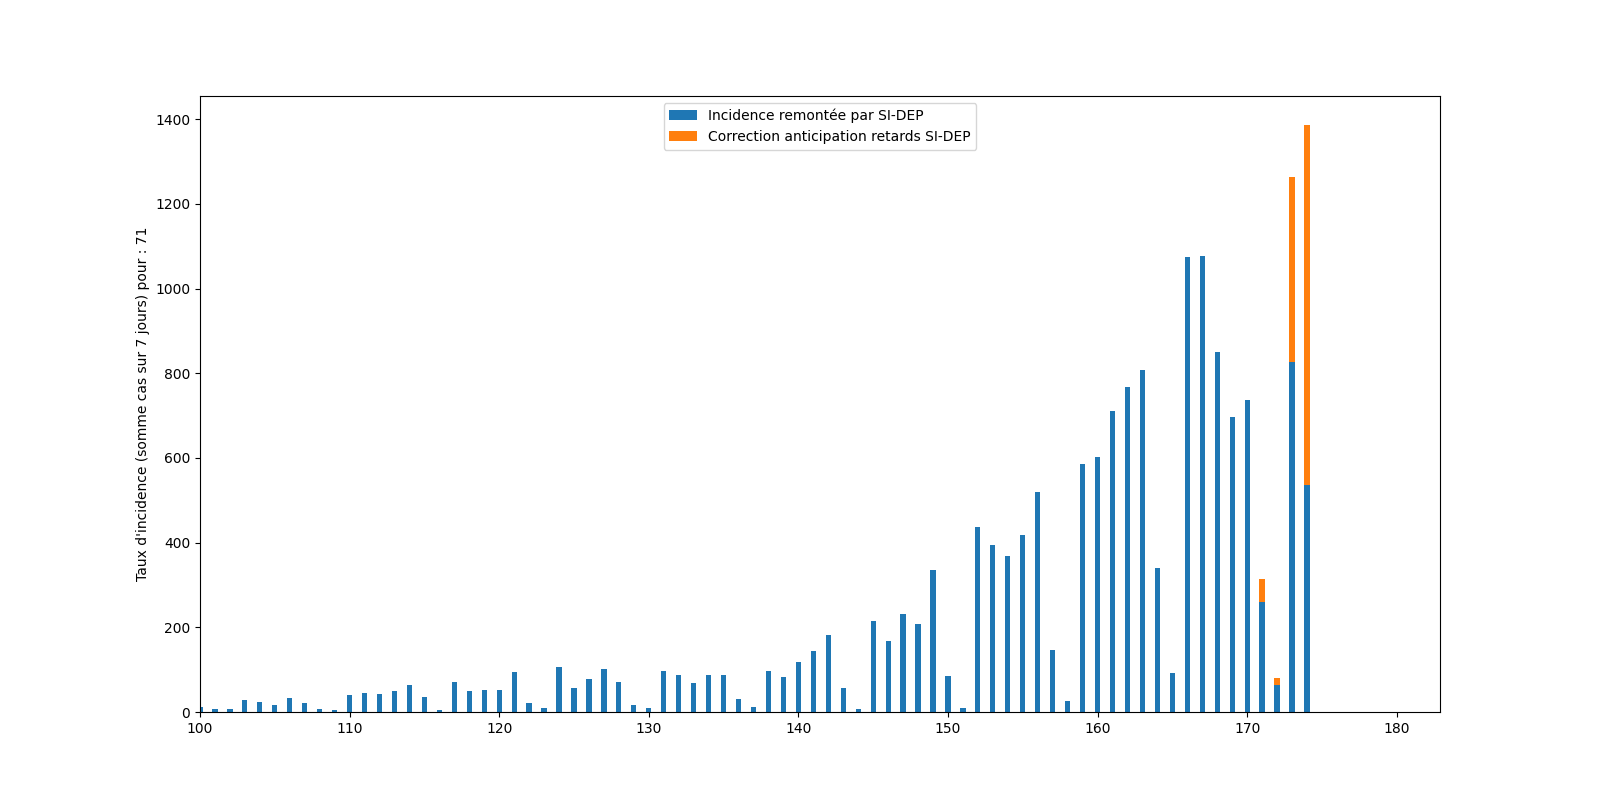 Incidence remontée par SI-DEP
Correction anticipation retards SI-DEP
Taux d'incidence (somme cas sur 7 jours) pour : 71
1400
1200
1000
800
600
400
200
0
100 110 120 130 140 150 160 170 180